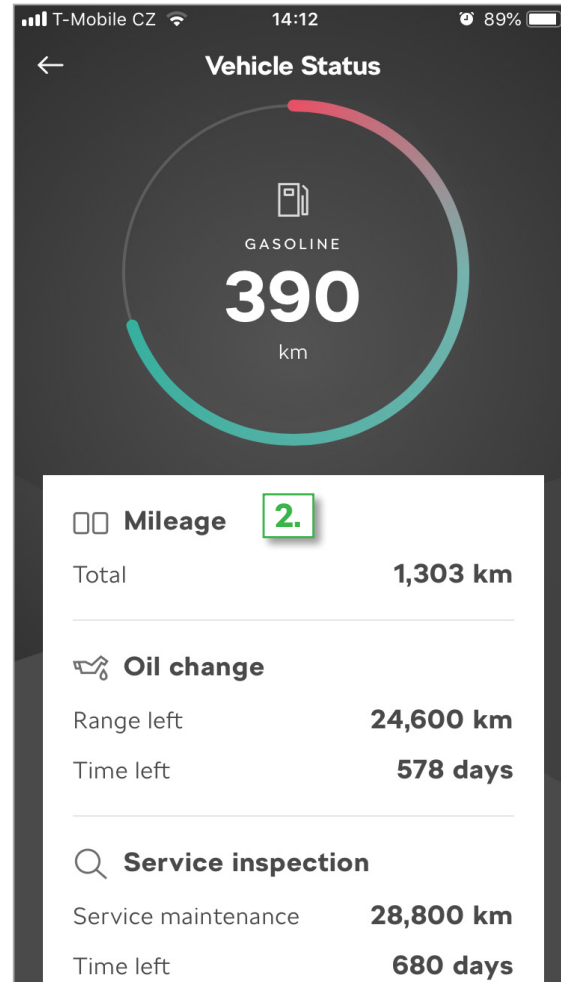 T-Mobile CZ 14:12 89%
Vehicle Status
GASOLINE
390
km
Mileage 2.
Total 1,303 km
Oil change
Range left 24,600 km
Time left 578 days
Service inspection
Service maintenance 28,800 km
Time left 680 days